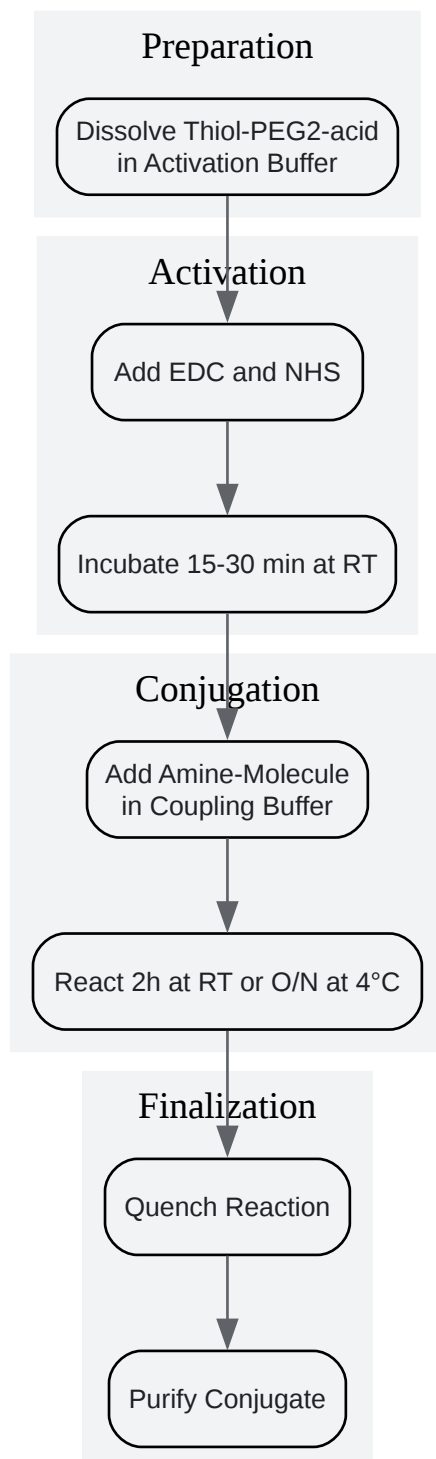 Preparation
Dissolve Thiol-PEG2-acid
in Activation Buffer
Activation
Add EDC and NHS
Incubate 15-30 min at RT
Conjugation
Add Amine-Molecule
in Coupling Buffer
React 2h at RT or O/N at 4°C
Finalization
Quench Reaction
Purify Conjugate